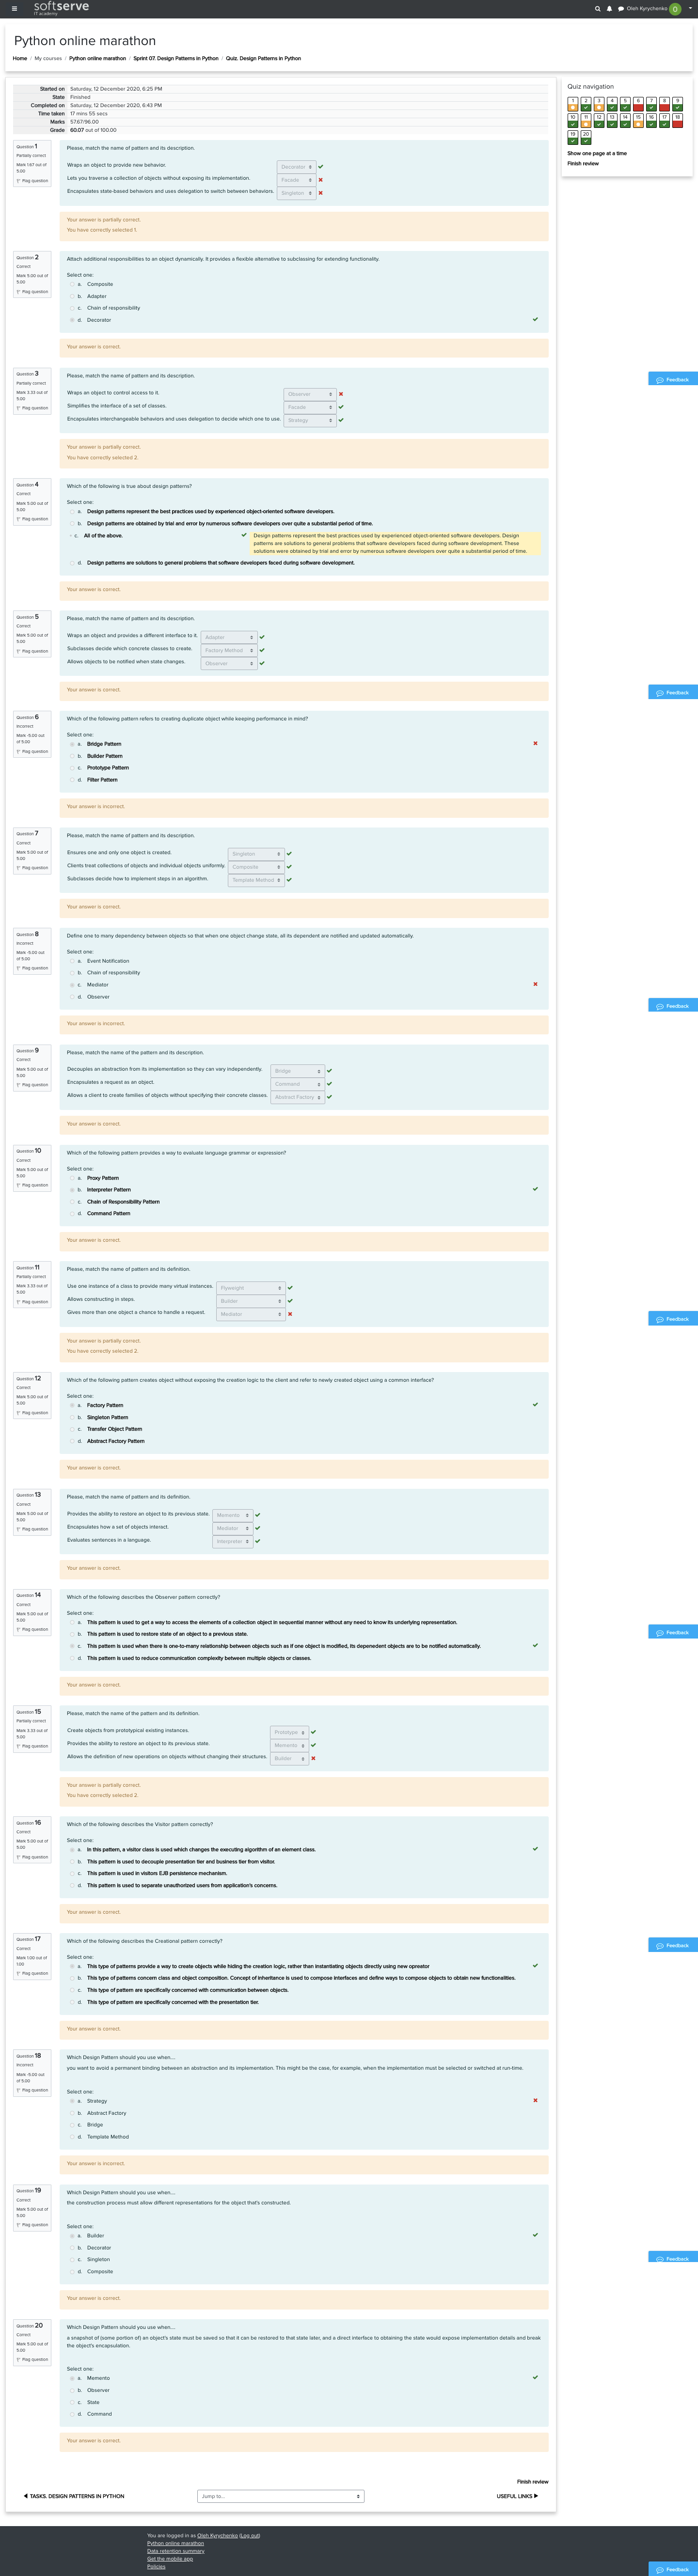 softserve
IT academy
Oleh Kyrychenko
Python online marathon
Home / My courses / Python online marathon / Sprint 07. Design Patterns in Python / Quiz. Design Patterns in Python
Started on Saturday, 12 December 2020, 6:25 PM
State Finished
Completed on Saturday, 12 December 2020, 6:43 PM
Time taken 17 mins 55 secs
Marks 57.67/96.00
Grade 60.07 out of 100.00
Quiz navigation
1 2 3 4 5 6 7 8 9
10 11 12 13 14 15 16 17 18
19 20
Show one page at a time
Finish review
Question 1
Partially correct
Mark 1.67 out of
5.00
Flag question
Please, match the name of pattern and its description.
Wraps an object to provide new behavior. Decorator
Lets you traverse a collection of objects without exposing its implementation. Facade
Encapsulates state-based behaviors and uses delegation to switch between behaviors. Singleton
Your answer is partially correct.
You have correctly selected 1.
Question 2
Correct
Mark 5.00 out of
5.00
Flag question
Attach additional responsibilities to an object dynamically. It provides a flexible alternative to subclassing for extending functionality.
Select one:
a. Composite
b. Adapter
c. Chain of responsibility
d. Decorator
Your answer is correct.
Question 3
Partially correct
Mark 3.33 out of
5.00
Flag question
Please, match the name of pattern and its description.
Wraps an object to control access to it. Observer
Simplifies the interface of a set of classes. Facade
Encapsulates interchangeable behaviors and uses delegation to decide which one to use. Strategy
Your answer is partially correct.
You have correctly selected 2.
Feedback
Question 4
Correct
Mark 5.00 out of
5.00
Flag question
Which of the following is true about design patterns?
Select one:
a. Design patterns represent the best practices used by experienced object-oriented software developers.
b. Design patterns are obtained by trial and error by numerous software developers over quite a substantial period of time.
c. All of the above.
Design patterns represent the best practices used by experienced object-oriented software developers. Design
patterns are solutions to general problems that software developers faced during software development. These
solutions were obtained by trial and error by numerous software developers over quite a substantial period of time.
d. Design patterns are solutions to general problems that software developers faced during software development.
Your answer is correct.
Question 5
Correct
Mark 5.00 out of
5.00
Flag question
Please, match the name of pattern and its description.
Wraps an object and provides a different interface to it. Adapter
Subclasses decide which concrete classes to create. Factory Method
Allows objects to be notified when state changes. Observer
Your answer is correct.
Feedback
Question 6
Incorrect
Mark -5.00 out
of 5.00
Flag question
Which of the following pattern refers to creating duplicate object while keeping performance in mind?
Select one:
a. Bridge Pattern
b. Builder Pattern
c. Prototype Pattern
d. Filter Pattern
Your answer is incorrect.
Question 7
Correct
Mark 5.00 out of
5.00
Flag question
Please, match the name of pattern and its description.
Ensures one and only one object is created. Singleton
Clients treat collections of objects and individual objects uniformly. Composite
Subclasses decide how to implement steps in an algorithm. Template Method
Your answer is correct.
Question 8
Incorrect
Mark -5.00 out
of 5.00
Flag question
Define one to many dependency between objects so that when one object change state, all its dependent are notified and updated automatically.
Select one:
a. Event Notification
b. Chain of responsibility
c. Mediator
d. Observer
Your answer is incorrect.
Feedback
Question 9
Correct
Mark 5.00 out of
5.00
Flag question
Please, match the name of the pattern and its description.
Decouples an abstraction from its implementation so they can vary independently. Bridge
Encapsulates a request as an object. Command
Allows a client to create families of objects without specifying their concrete classes. Abstract Factory
Your answer is correct.
Question 10
Correct
Mark 5.00 out of
5.00
Flag question
Which of the following pattern provides a way to evaluate language grammar or expression?
Select one:
a. Proxy Pattern
b. Interpreter Pattern
c. Chain of Responsibility Pattern
d. Command Pattern
Your answer is correct.
Question 11
Partially correct
Mark 3.33 out of
5.00
Flag question
Please, match the name of pattern and its definition.
Use one instance of a class to provide many virtual instances. Flyweight
Allows constructing in steps. Builder
Gives more than one object a chance to handle a request. Mediator
Your answer is partially correct.
You have correctly selected 2.
Feedback
Question 12
Correct
Mark 5.00 out of
5.00
Flag question
Which of the following pattern creates object without exposing the creation logic to the client and refer to newly created object using a common interface?
Select one:
a. Factory Pattern
b. Singleton Pattern
c. Transfer Object Pattern
d. Abstract Factory Pattern
Your answer is correct.
Question 13
Correct
Mark 5.00 out of
5.00
Flag question
Please, match the name of pattern and its definition.
Provides the ability to restore an object to its previous state. Memento
Encapsulates how a set of objects interact. Mediator
Evaluates sentences in a language. Interpreter
Your answer is correct.
Question 14
Correct
Mark 5.00 out of
5.00
Flag question
Which of the following describes the Observer pattern correctly?
Select one:
a. This pattern is used to get a way to access the elements of a collection object in sequential manner without any need to know its underlying representation.
b. This pattern is used to restore state of an object to a previous state.
c. This pattern is used when there is one-to-many relationship between objects such as if one object is modified, its depenedent objects are to be notified automatically.
d. This pattern is used to reduce communication complexity between multiple objects or classes.
Your answer is correct.
Feedback
Question 15
Partially correct
Mark 3.33 out of
5.00
Flag question
Please, match the name of the pattern and its definition.
Create objects from prototypical existing instances. Prototype
Provides the ability to restore an object to its previous state. Memento
Allows the definition of new operations on objects without changing their structures. Builder
Your answer is partially correct.
You have correctly selected 2.
Question 16
Correct
Mark 5.00 out of
5.00
Flag question
Which of the following describes the Visitor pattern correctly?
Select one:
a. In this pattern, a visitor class is used which changes the executing algorithm of an element class.
b. This pattern is used to decouple presentation tier and business tier from visitor.
c. This pattern is used in visitors EJB persistence mechanism.
d. This pattern is used to separate unauthorized users from application's concerns.
Your answer is correct.
Question 17
Correct
Mark 1.00 out of
1.00
Flag question
Which of the following describes the Creational pattern correctly?
Select one:
a. This type of patterns provide a way to create objects while hiding the creation logic, rather than instantiating objects directly using new opreator
b. This type of patterns concern class and object composition. Concept of inheritance is used to compose interfaces and define ways to compose objects to obtain new functionalities.
c. This type of pattern are specifically concerned with communication between objects.
d. This type of pattern are specifically concerned with the presentation tier.
Your answer is correct.
Feedback
Question 18
Incorrect
Mark -5.00 out
of 5.00
Flag question
Which Design Pattern should you use when....
you want to avoid a permanent binding between an abstraction and its implementation. This might be the case, for example, when the implementation must be selected or switched at run-time.
Select one:
a. Strategy
b. Abstract Factory
c. Bridge
d. Template Method
Your answer is incorrect.
Question 19
Correct
Mark 5.00 out of
5.00
Flag question
Which Design Pattern should you use when....
the construction process must allow different representations for the object that's constructed.
Select one:
a. Builder
b. Decorator
c. Singleton
d. Composite
Your answer is correct.
Feedback
Question 20
Correct
Mark 5.00 out of
5.00
Flag question
Which Design Pattern should you use when....
a snapshot of (some portion of) an object's state must be saved so that it can be restored to that state later, and a direct interface to obtaining the state would expose implementation details and break
the object's encapsulation.
Select one:
a. Memento
b. Observer
c. State
d. Command
Your answer is correct.
Finish review
TASKS. DESIGN PATTERNS IN PYTHON
Jump to...
USEFUL LINKS
You are logged in as Oleh Kyrychenko (Log out)
Python online marathon
Data retention summary
Get the mobile app
Policies
Feedback